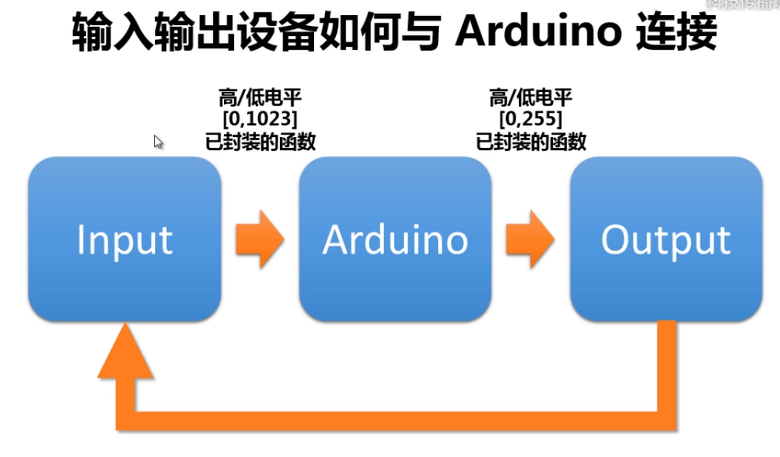 输入输出设备如何与 Arduino 连接
高/低电平
[0,1023]
已封装的函数
高/低电平
[0,255]
已封装的函数
Input
Arduino
Output